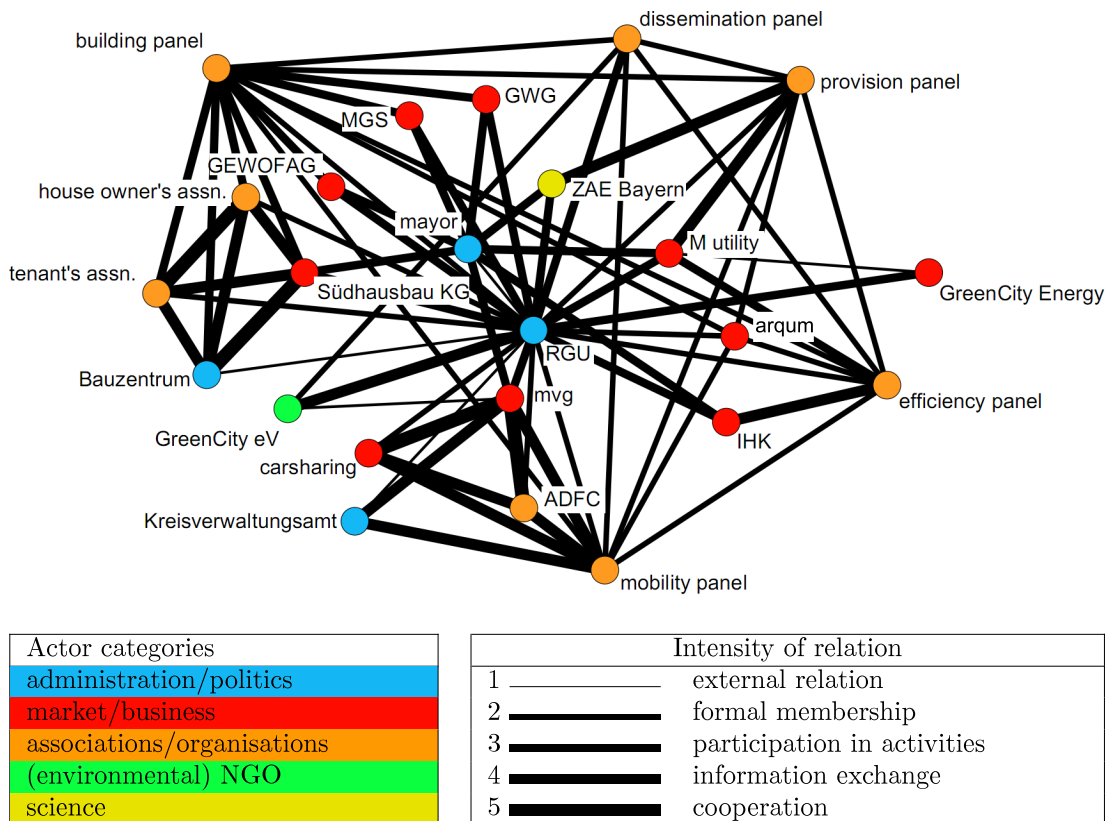 dissemination panel
building panel
provision panel
GWG
MGS
GEWOFAG
house owner's assn.
ZAE Bayern
mayor
M utility
tenant's assn.
Südhausbau KG
GreenCity Energy
arqum
RGU
Bauzentrum
mvg
efficiency panel
GreenCity eV
IHK
carsharing
ADFC
Kreisverwaltungsamt
mobility panel
Actor categories
administration/politics
market/business
associations/organisations
(environmental) NGO
science
Intensity of relation
1 external relation
2 formal membership
3 participation in activities
4 information exchange
5 cooperation